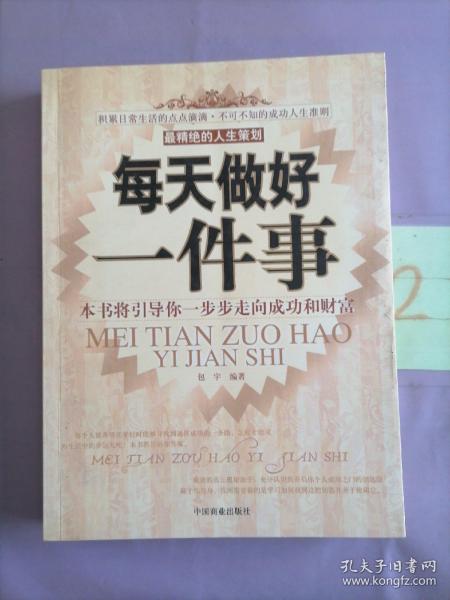 积累日常生活的点点滴滴·不可不知的成功人生准则
最精绝的人生策划
每天做好
一件事
本书将引导你一步步走向成功和财富
MEI TIAN ZUO HAO
YI JIAN SHI
包宇 编著
MEI TIAN ZOU HAO YI JIAN SHI
中国商业出版社
2
孔夫子旧书网
www.kongfz.com